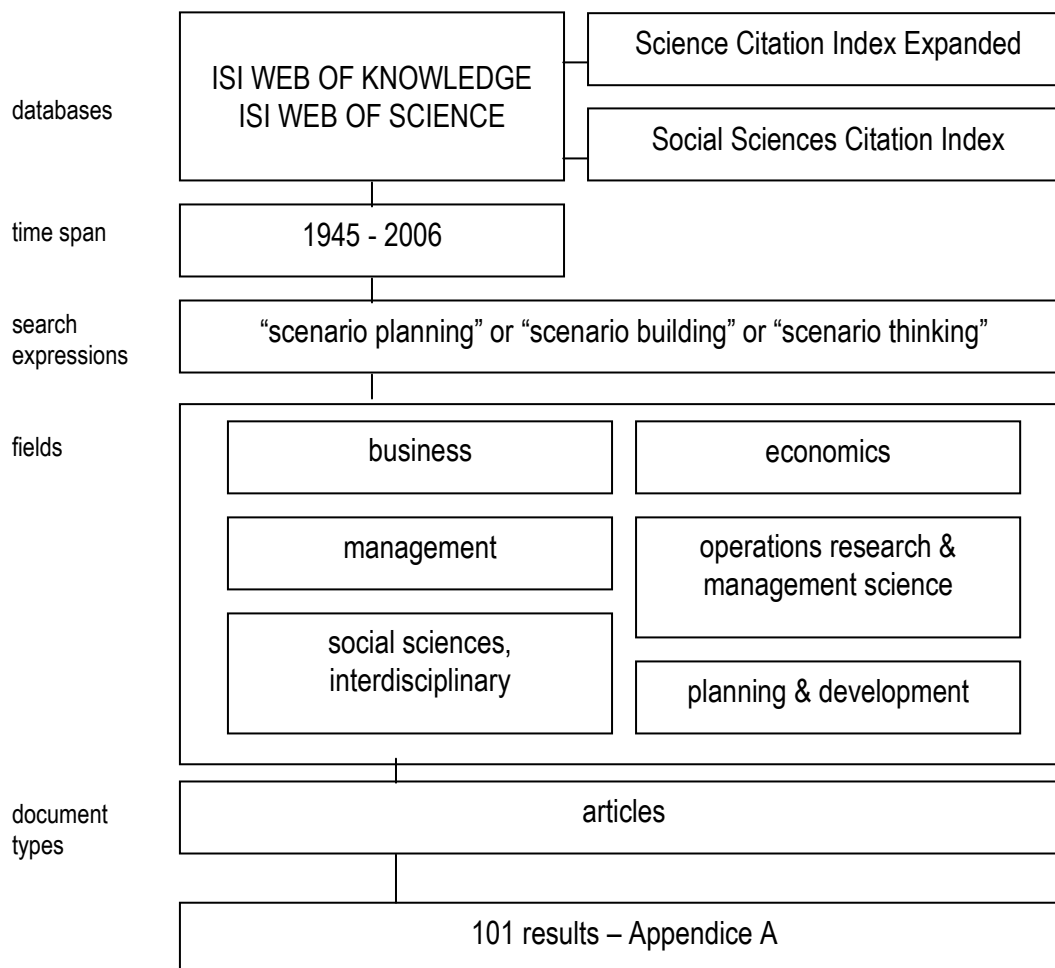 databases
ISI WEB OF KNOWLEDGE
ISI WEB OF SCIENCE
Science Citation Index Expanded
Social Sciences Citation Index
time span
1945 - 2006
search
expressions
“scenario planning” or “scenario building” or “scenario thinking”
fields
business
economics
management
operations research &
management science
social sciences,
interdisciplinary
planning & development
document
types
articles
101 results – Appendice A